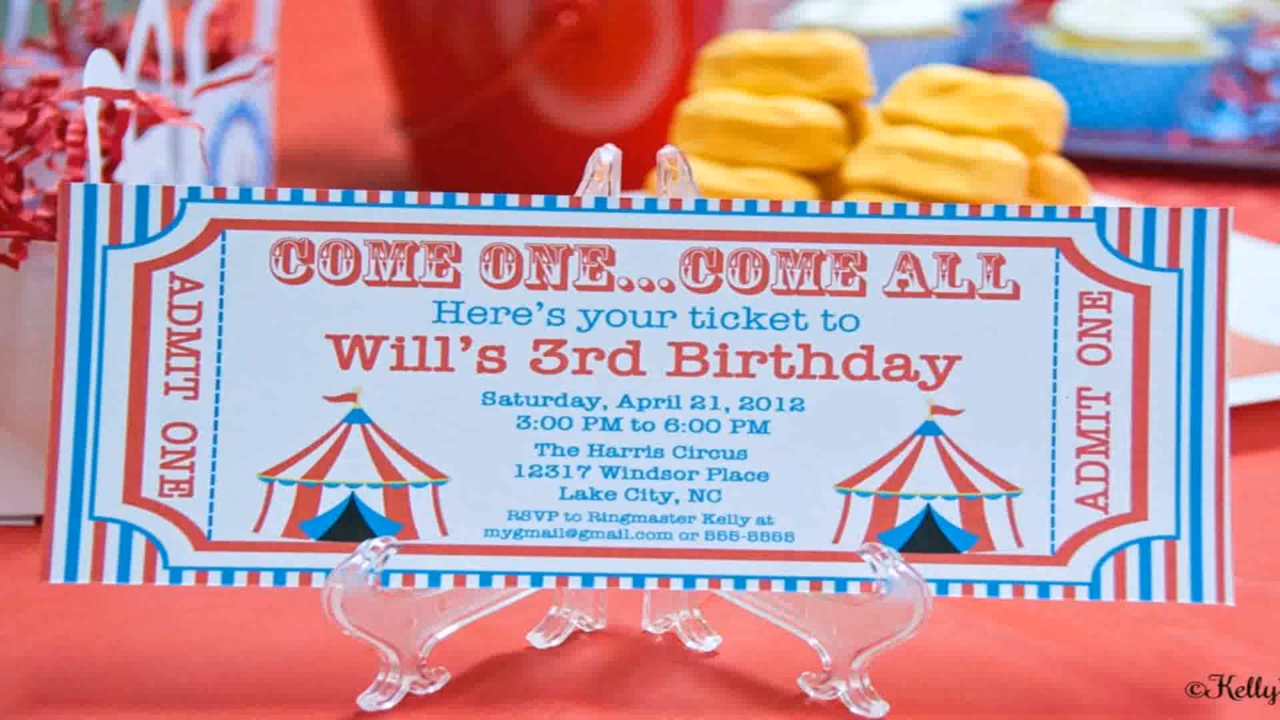 COME ONE...COME ALL
Here's your ticket to
Will's 3rd Birthday
Saturday, April 21, 2012
3:00 PM to 6:00 PM
The Harris Circus
12317 Windsor Place
Lake City, NC
RSVP to Ringmaster Kelly at
mygmail@gmail.com or 555-5555
ADMIT ONE
ADMIT ONE
©Kelly